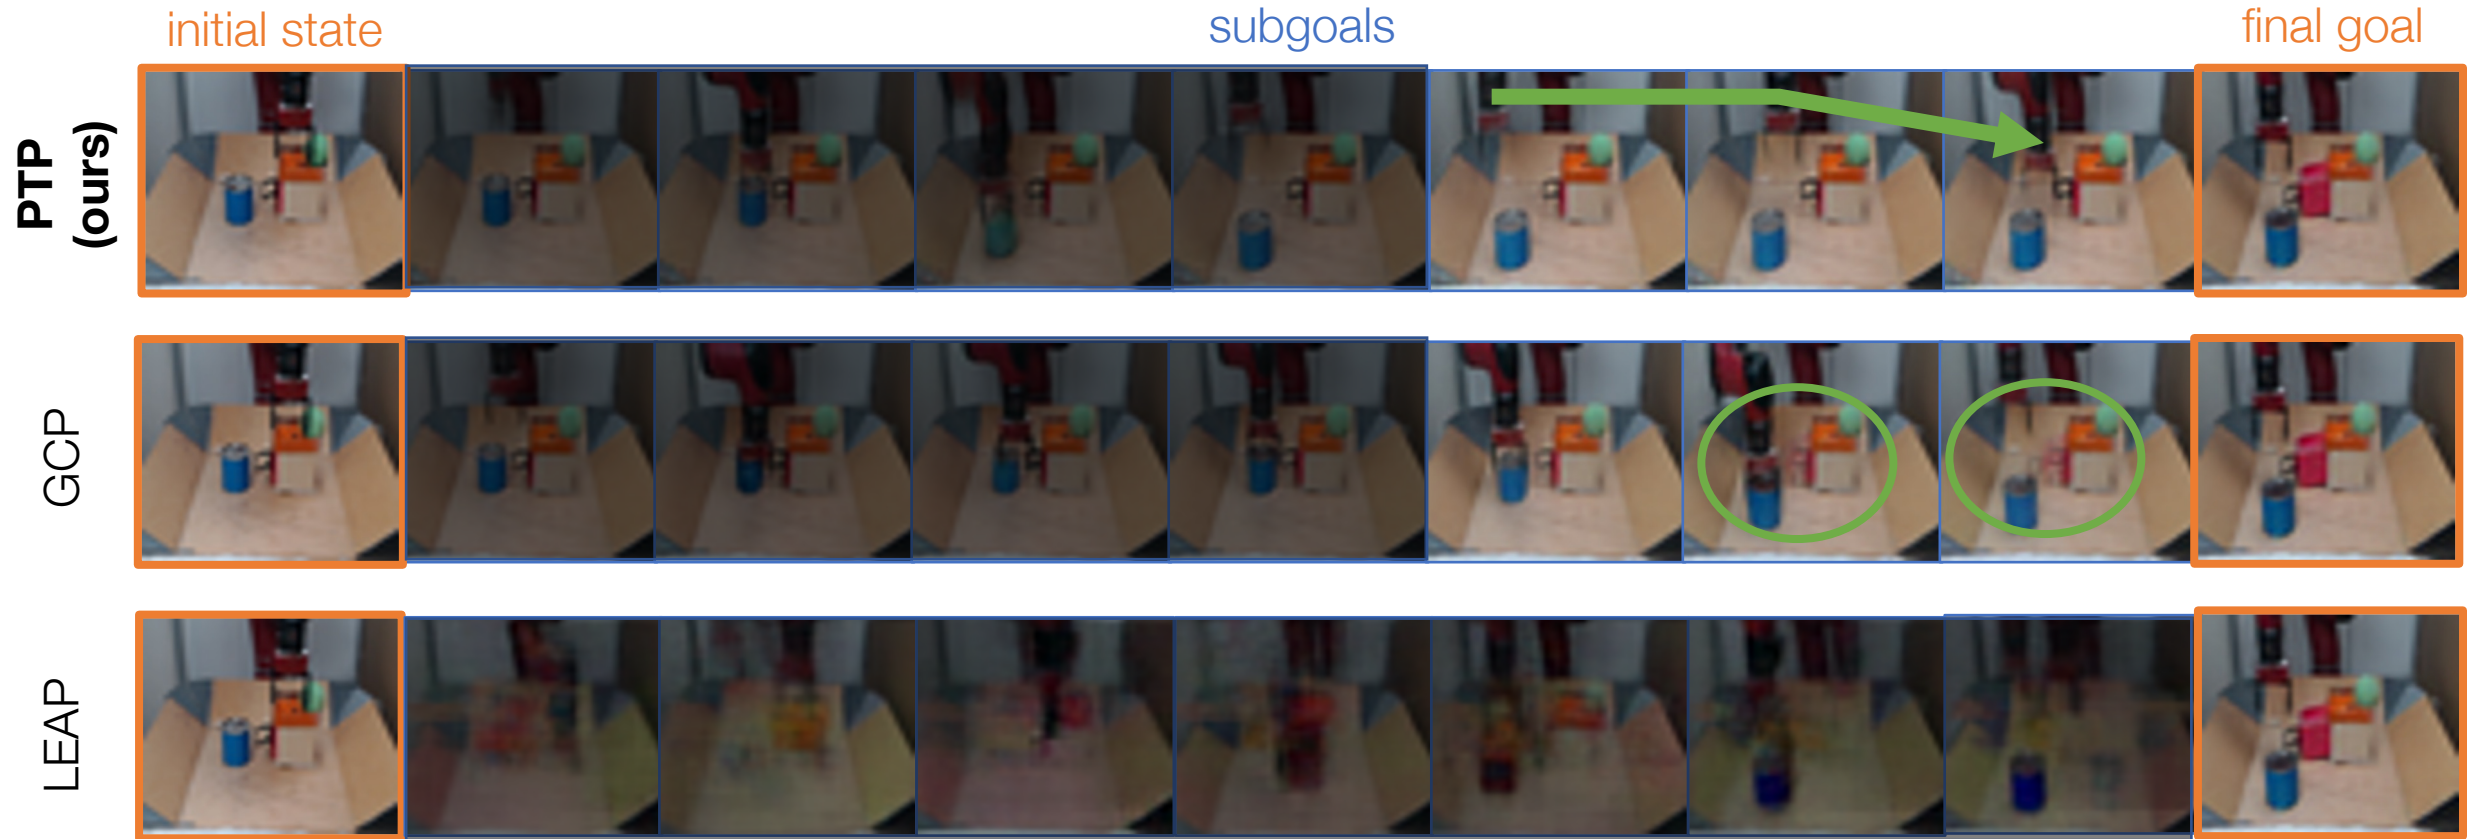 initial state
subgoals
final goal
PTP
(ours)
GCP
LEAP